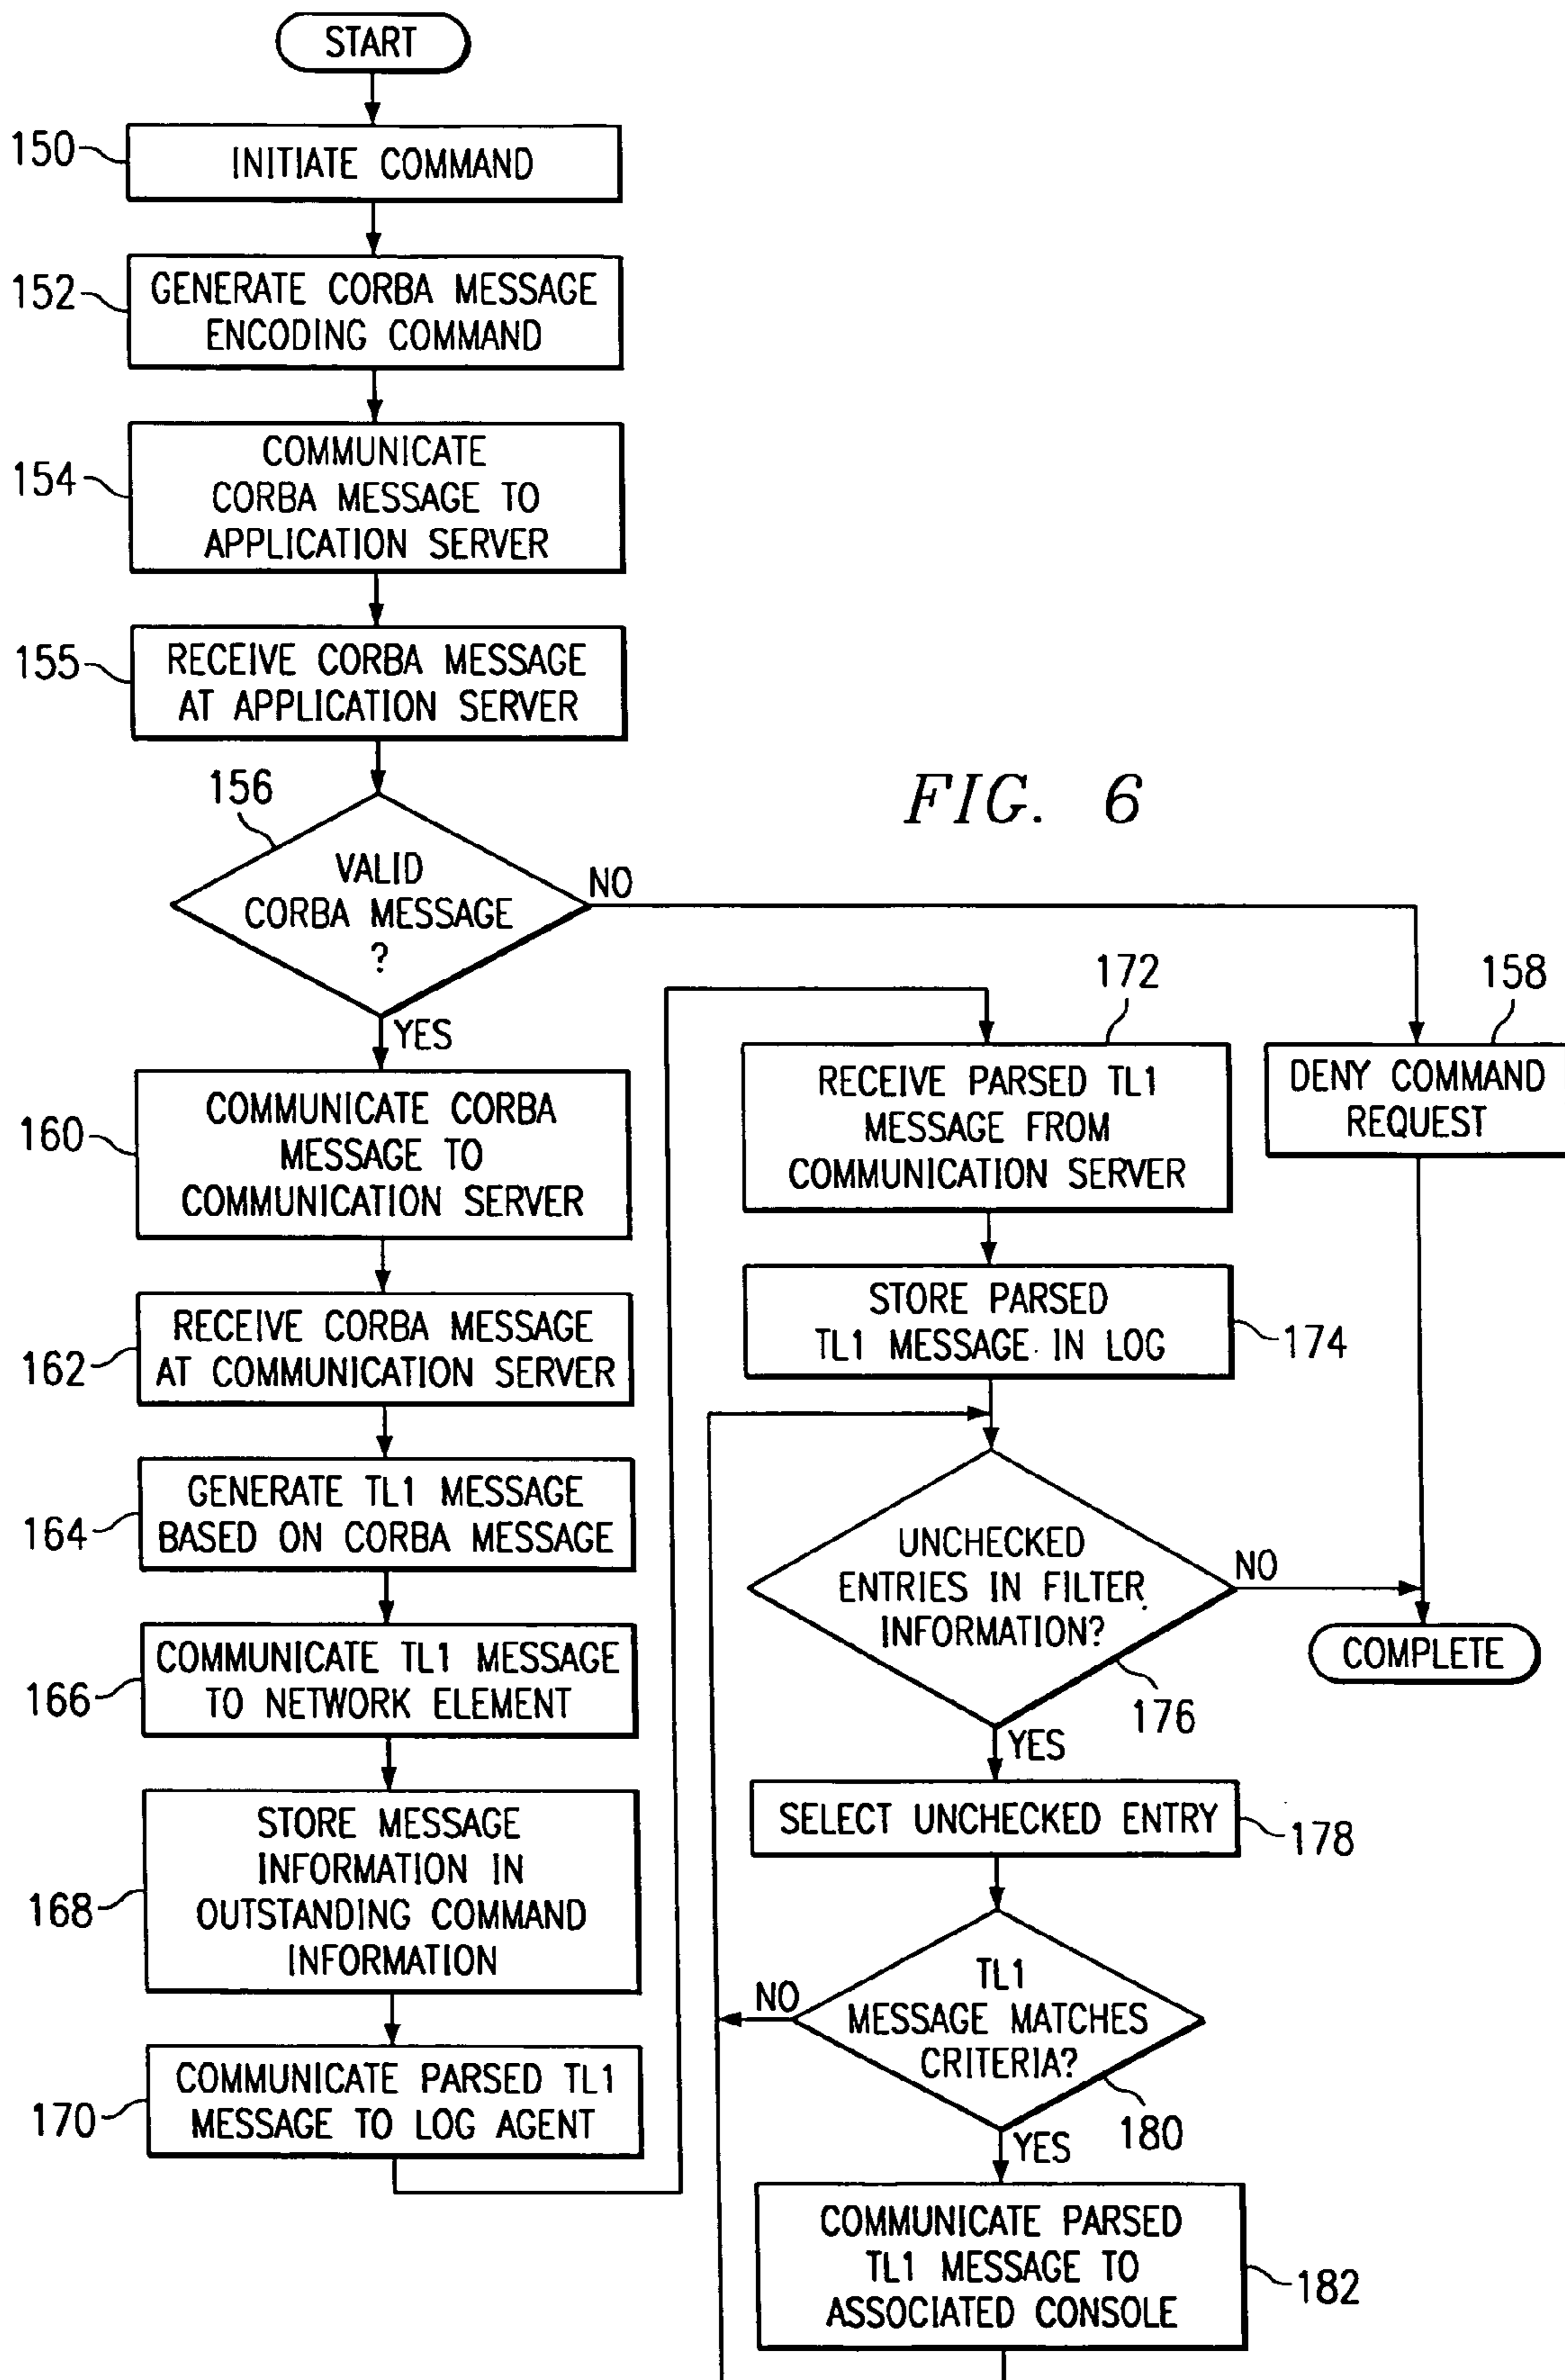 START
150
INITIATE COMMAND
152
GENERATE CORBA MESSAGE
ENCODING COMMAND
154
COMMUNICATE
CORBA MESSAGE TO
APPLICATION SERVER
155
RECEIVE CORBA MESSAGE
AT APPLICATION SERVER
FIG. 6
156
VALID
CORBA MESSAGE
?
NO
YES
158
DENY COMMAND
REQUEST
160
COMMUNICATE CORBA
MESSAGE TO
COMMUNICATION SERVER
162
RECEIVE CORBA MESSAGE
AT COMMUNICATION SERVER
164
GENERATE TL1 MESSAGE
BASED ON CORBA MESSAGE
166
COMMUNICATE TL1 MESSAGE
TO NETWORK ELEMENT
168
STORE MESSAGE
INFORMATION IN
OUTSTANDING COMMAND
INFORMATION
170
COMMUNICATE PARSED TL1
MESSAGE TO LOG AGENT
172
RECEIVE PARSED TL1
MESSAGE FROM
COMMUNICATION SERVER
STORE PARSED
TL1 MESSAGE IN LOG
174
UNCHECKED
ENTRIES IN FILTER
INFORMATION?
NO
176
YES
COMPLETE
SELECT UNCHECKED ENTRY
178
TL1
MESSAGE MATCHES
CRITERIA?
NO
180
YES
COMMUNICATE PARSED
TL1 MESSAGE TO
ASSOCIATED CONSOLE
182